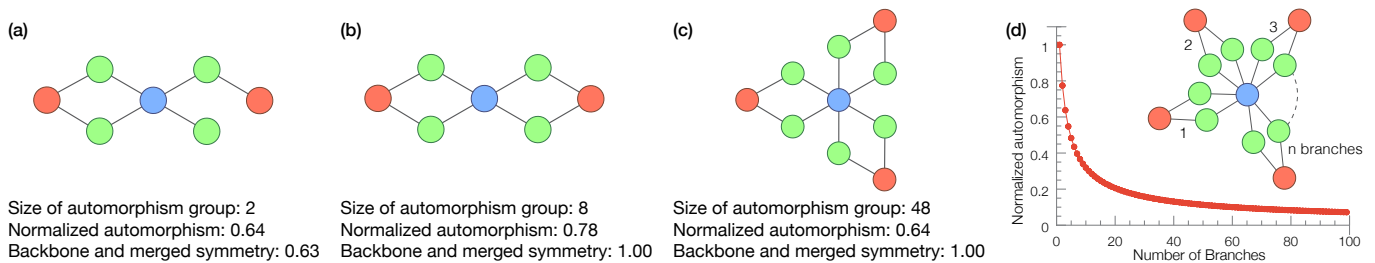 (a)
Size of automorphism group: 2
Normalized automorphism: 0.64
Backbone and merged symmetry: 0.63
(b)
Size of automorphism group: 8
Normalized automorphism: 0.78
Backbone and merged symmetry: 1.00
(c)
Size of automorphism group: 48
Normalized automorphism: 0.64
Backbone and merged symmetry: 1.00
(d)
Normalized automorphism
1
0.8
0.6
0.4
0.2
0
0 20 40 60 80 100
Number of Branches
2
3
1
n branches